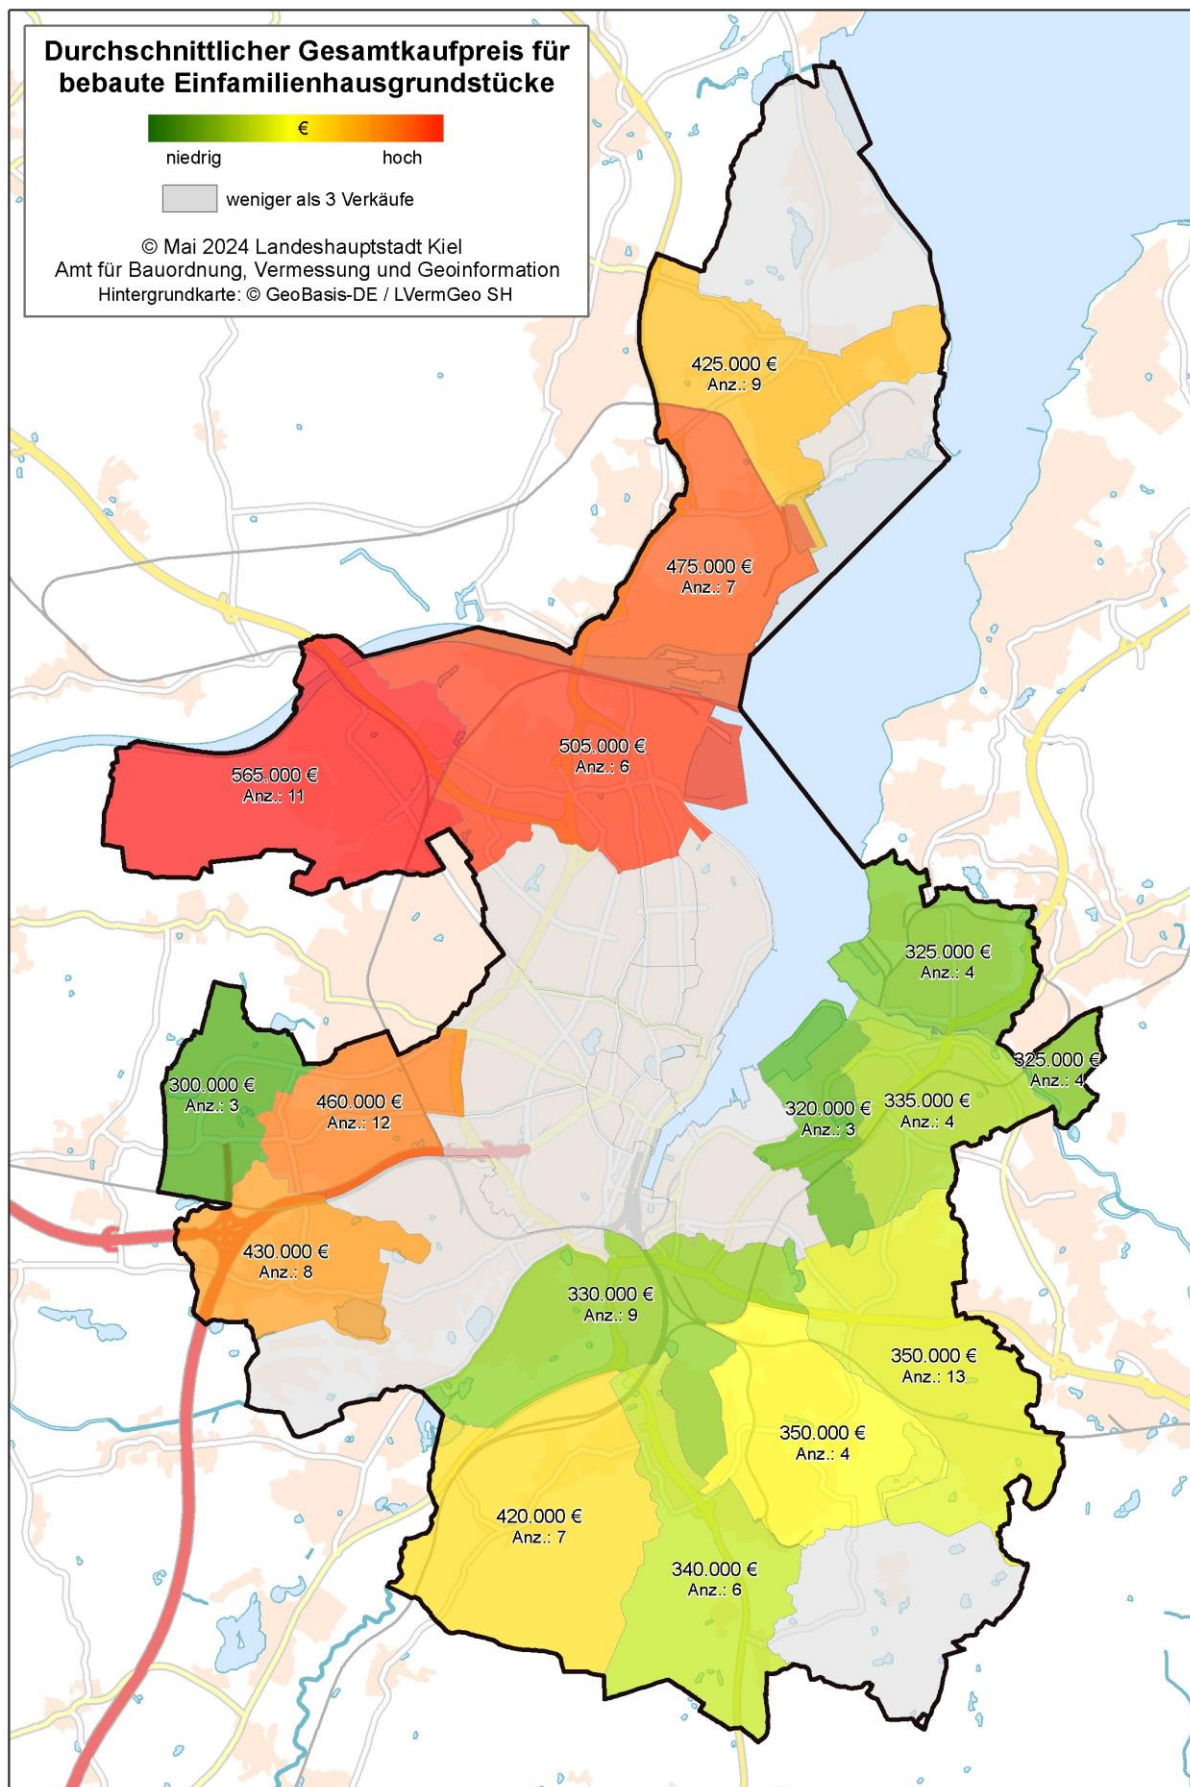 Durchschnittlicher Gesamtkaufpreis für
bebaute Einfamilienhausgrundstücke
€
niedrig hoch
weniger als 3 Verkäufe
© Mai 2024 Landeshauptstadt Kiel
Amt für Bauordnung, Vermessung und Geoinformation
Hintergrundkarte: © GeoBasis-DE / LVermGeo SH
425.000 €
Anz.: 9
475.000 €
Anz.: 7
505.000 €
Anz.: 6
565.000 €
Anz.: 11
325.000 €
Anz.: 4
325.000 €
Anz.: 4
300.000 €
Anz.: 3
460.000 €
Anz.: 12
320.000 €
Anz.: 3
335.000 €
Anz.: 4
430.000 €
Anz.: 8
330.000 €
Anz.: 9
350.000 €
Anz.: 13
350.000 €
Anz.: 4
420.000 €
Anz.: 7
340.000 €
Anz.: 6